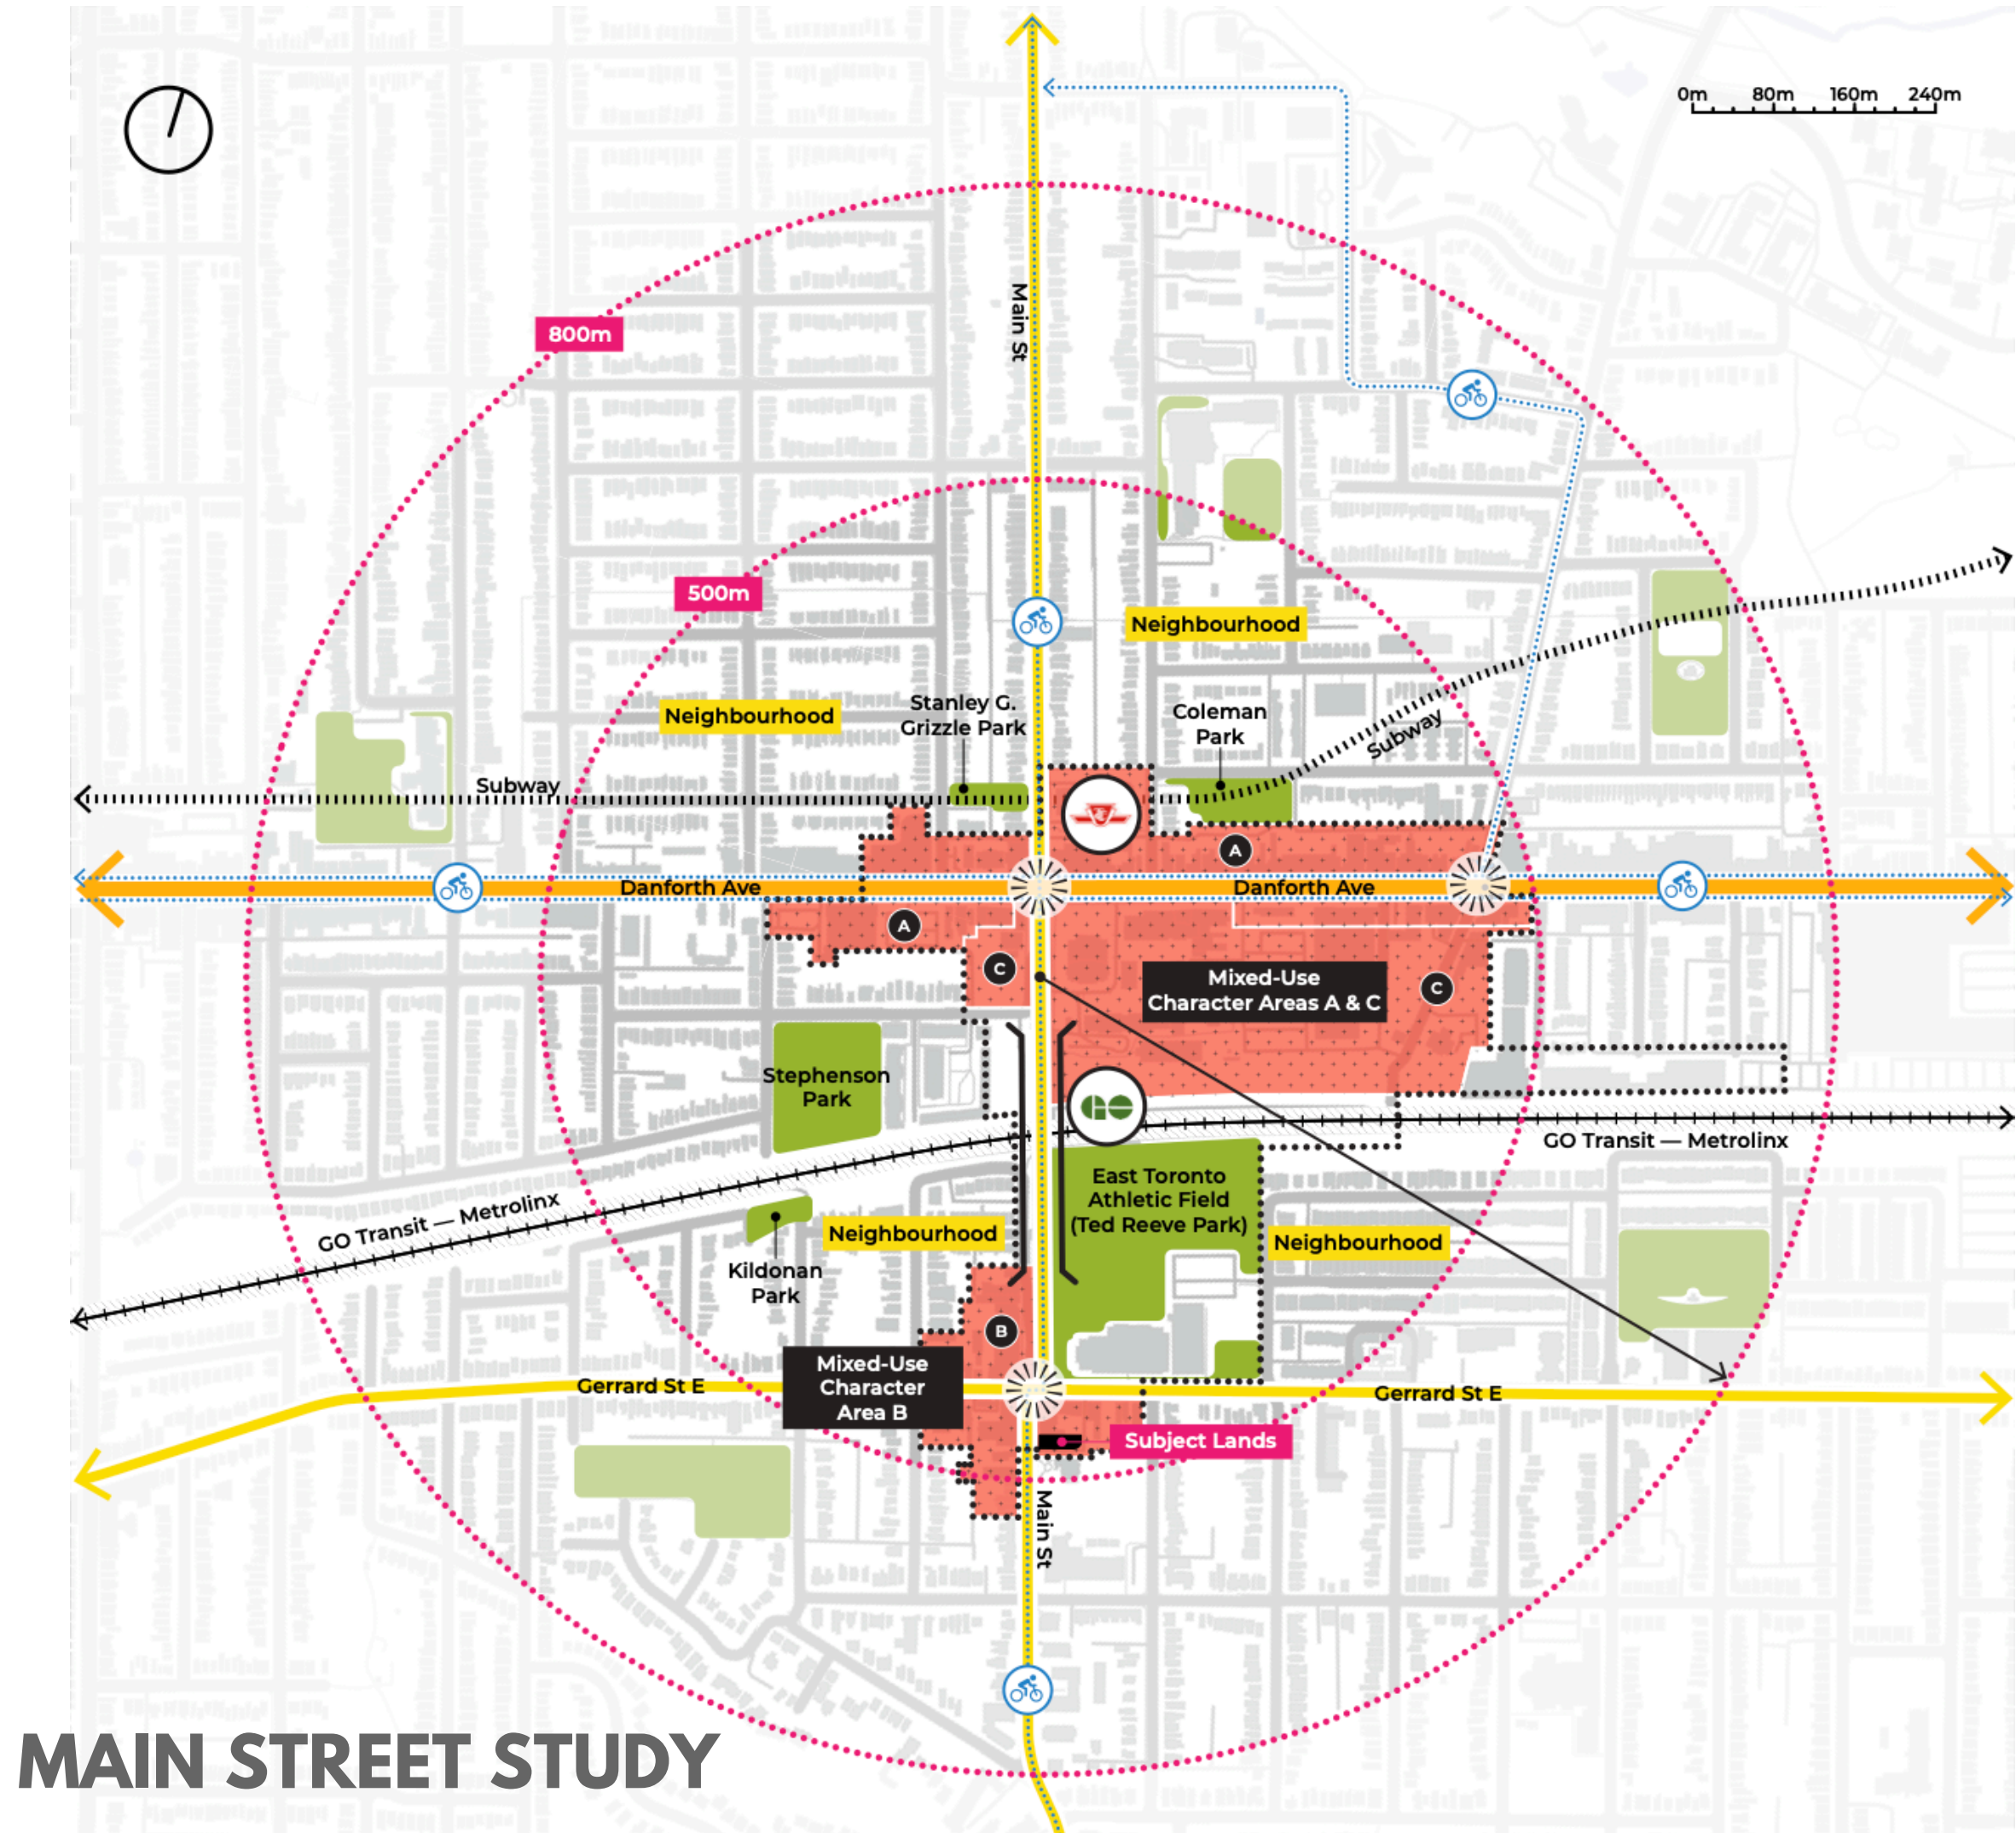 0m 80m 160m 240m
Main St
800m
500m
Neighbourhood
Neighbourhood
Stanley G.
Grizzle Park
Coleman
Park
Subway
Subway
A
Danforth Ave
Danforth Ave
A
C
Mixed-Use
Character Areas A & C
C
Stephenson
Park
GO
GO Transit — Metrolinx
East Toronto
Athletic Field
(Ted Reeve Park)
GO Transit — Metrolinx
Neighbourhood
Neighbourhood
Kildonan
Park
B
Mixed-Use
Character
Area B
Gerrard St E
Gerrard St E
Subject Lands
Main St
MAIN STREET STUDY